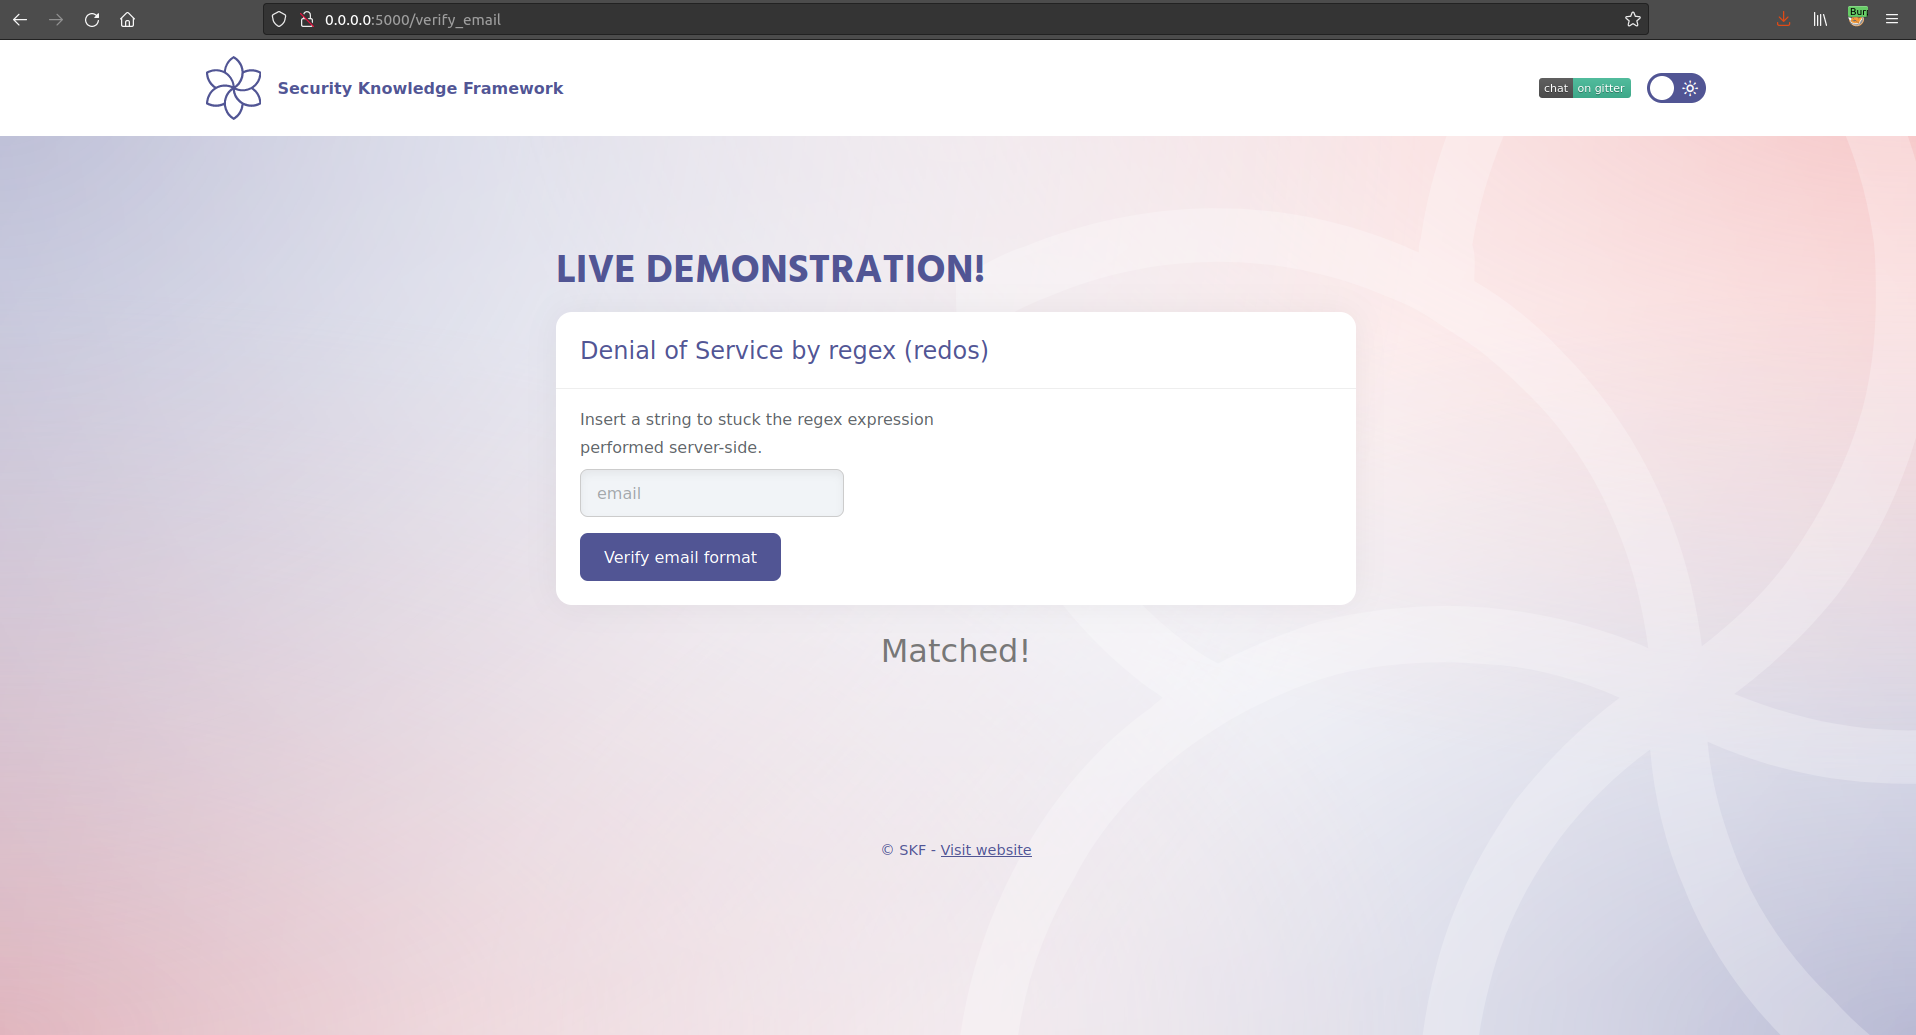 0.0.0.0:5000/verify_email
Bur
Security Knowledge Framework
chat on gitter
LIVE DEMONSTRATION!
Denial of Service by regex (redos)
Insert a string to stuck the regex expression
performed server-side.
email
Verify email format
Matched!
© SKF - Visit website